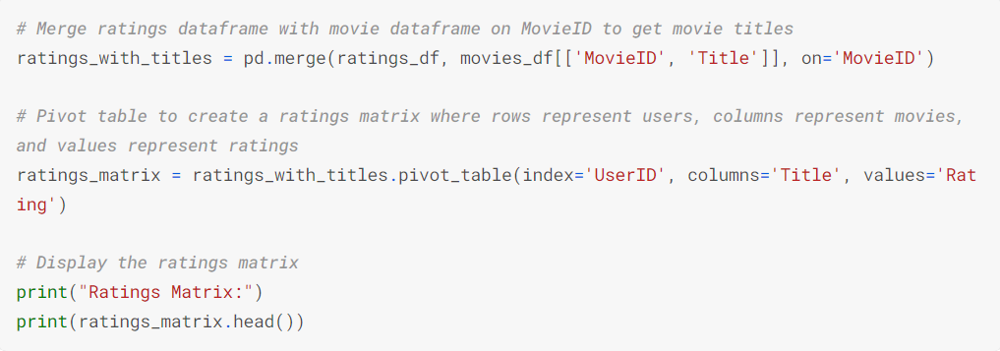 # Merge ratings dataframe with movie dataframe on MovieID to get movie titles
ratings_with_titles = pd.merge(ratings_df, movies_df[['MovieID', 'Title']], on='MovieID')
# Pivot table to create a ratings matrix where rows represent users, columns represent movies,
and values represent ratings
ratings_matrix = ratings_with_titles.pivot_table(index='UserID', columns='Title', values='Rat
ing')
# Display the ratings matrix
print("Ratings Matrix:")
print(ratings_matrix.head())